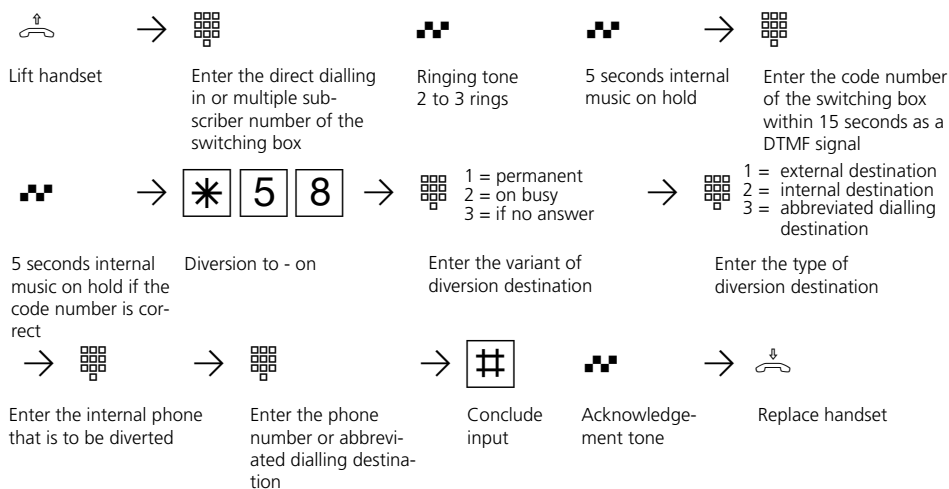 Lift handset
Enter the direct dialling
in or multiple sub-
scriber number of the
switching box
Ringing tone
2 to 3 rings
5 seconds internal
music on hold
Enter the code number
of the switching box
within 15 seconds as a
DTMF signal
5 seconds internal
music on hold if the
code number is cor-
rect
* 5 8
Diversion to - on
1 = permanent
2 = on busy
3 = if no answer
Enter the variant of
diversion destination
1 = external destination
2 = internal destination
3 = abbreviated dialling
destination
Enter the type of
diversion destination
Enter the internal phone
that is to be diverted
Enter the phone
number or abbrevi-
ated dialling destina-
tion
#
Conclude
input
Acknowledge-
ment tone
Replace handset